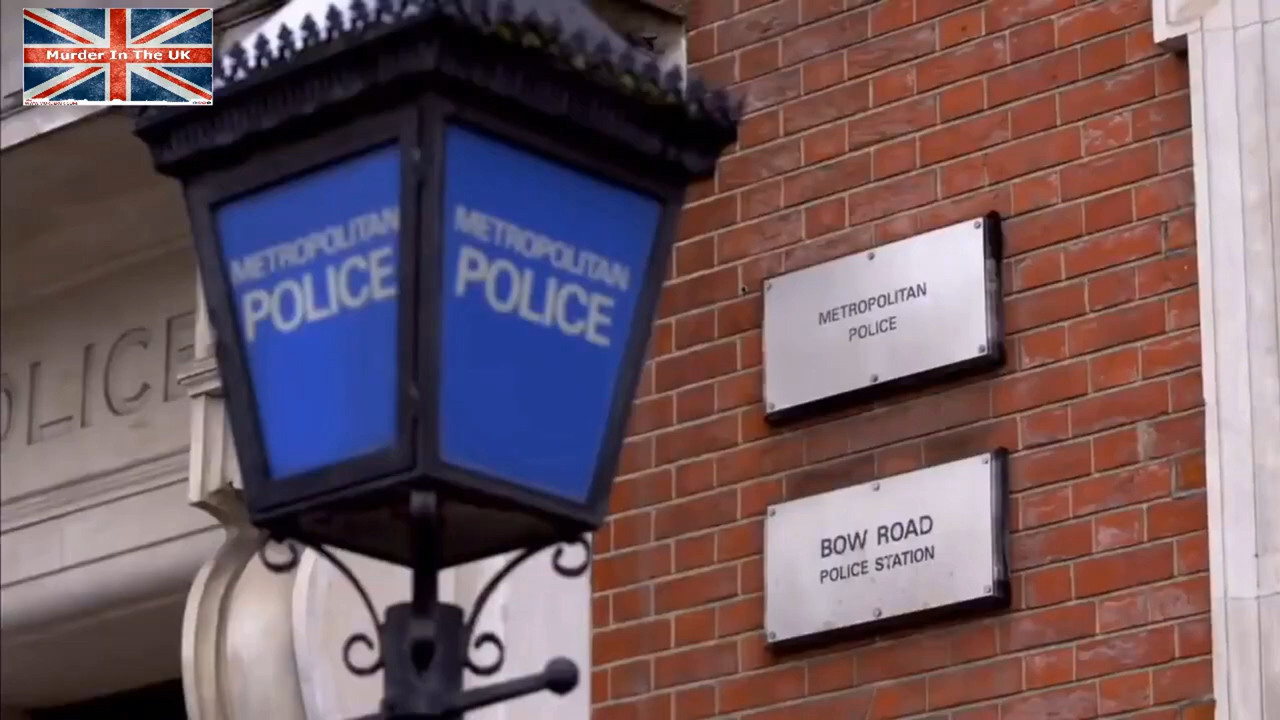 Murder In The UK
METROPOLITAN
POLICE
METROPOLITAN
POLICE
OLICE
METROPOLITAN
POLICE
BOW ROAD
POLICE STATION